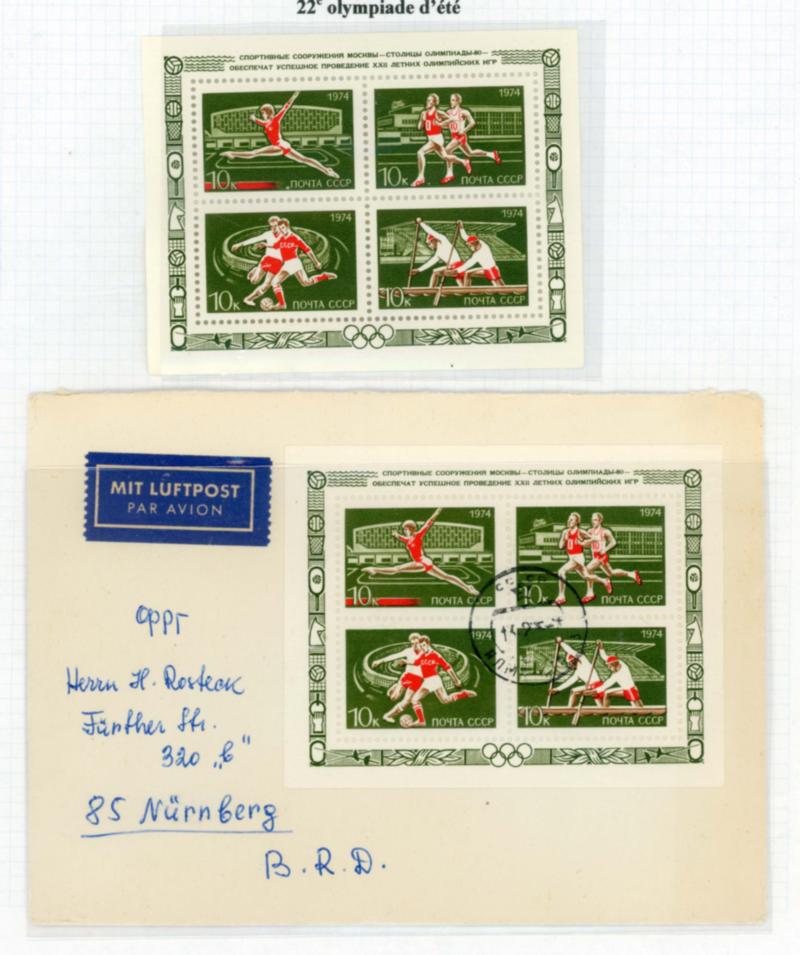 22e olympiade d'été
СПОРТИВНЫЕ СООРУЖЕНИЯ МОСКВЫ—СТОЛИЦЫ ОЛИМПИАДЫ-80—
ОБЕСПЕЧАТ УСПЕШНОЕ ПРОВЕДЕНИЕ XXII ЛЕТНИХ ОЛИМПИЙСКИХ ИГР
1974
10К ПОЧТА СССР
1974
10К ПОЧТА СССР
1974
СССР
10К ПОЧТА СССР
1974
10К ПОЧТА СССР
MIT LUFTPOST
PAR AVION
СПОРТИВНЫЕ СООРУЖЕНИЯ МОСКВЫ—СТОЛИЦЫ ОЛИМПИАДЫ-80—
ОБЕСПЕЧАТ УСПЕШНОЕ ПРОВЕДЕНИЕ XXII ЛЕТНИХ ОЛИМПИЙСКИХ ИГР
1974
10К ПОЧТА СССР
1974
10К ПОЧТА СССР
1974
СССР
10К ПОЧТА СССР
1974
10К ПОЧТА СССР
ФРГ
Herrn H. Rosteck
Fürther Str.
320 „b"
85 Nürnberg
B.R.D.